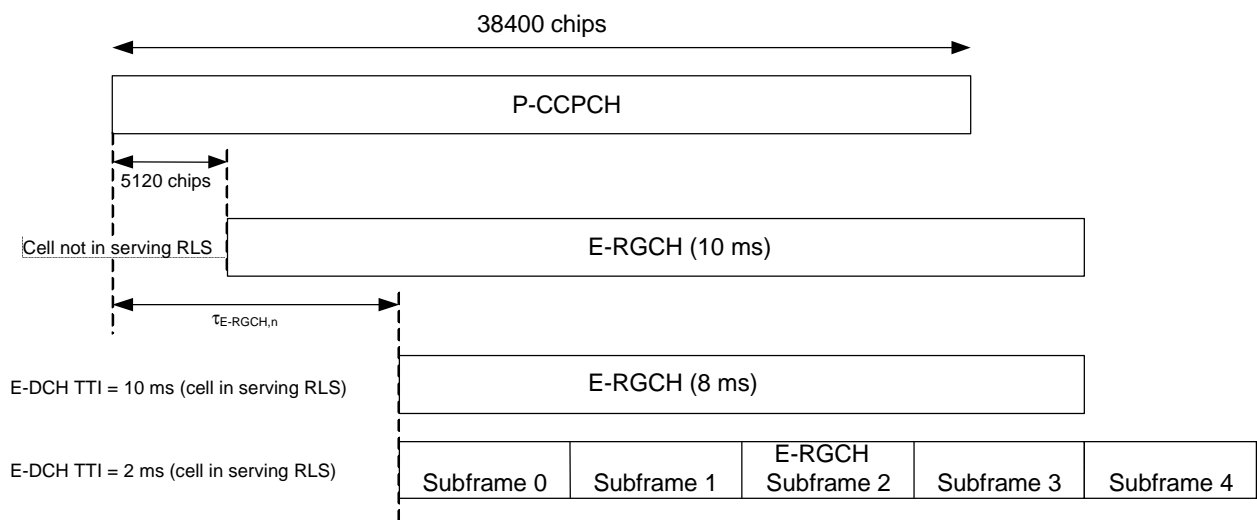 38400 chips
P-CCPCH
5120 chips
Cell not in serving RLS
E-RGCH (10 ms)
τE-RGCH,n
E-DCH TTI = 10 ms (cell in serving RLS)
E-RGCH (8 ms)
E-DCH TTI = 2 ms (cell in serving RLS)
E-RGCH
Subframe 0 Subframe 1 Subframe 2 Subframe 3 Subframe 4